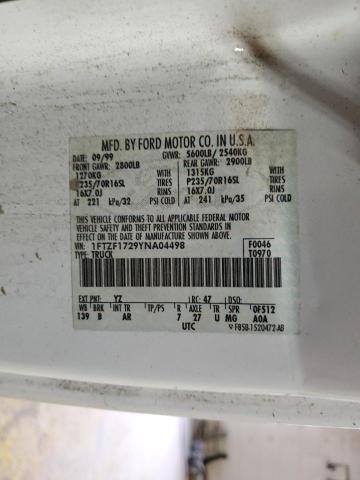 MFD. BY FORD MOTOR CO. IN U.S.A.
DATE: 09/99 GVWR: 5600LB/ 2540KG
FRONT GAWR: 2800LB REAR GAWR: 2900LB
1270KG WITH 1315KG WITH
P235/70R16SL TIRES P235/70R16SL TIRES
16X7.0J RIMS 16X7.0J RIMS
AT 221 kPa/32 PSI COLD AT 241 kPa/35 PSI COLD
THIS VEHICLE CONFORMS TO ALL APPLICABLE FEDERAL MOTOR
VEHICLE SAFETY AND THEFT PREVENTION STANDARDS IN EFFECT ON
THE DATE OF MANUFACTURE SHOWN ABOVE.
VIN: 1FTZF1729YNA04498 F0046
TYPE: TRUCK T0970
EXT PNT: YZ RC: 47 DSO:
WB BRK INT TR TP/PS R AXLE TR SPR 0F512
139 B AR 7 27 U MG A0A
UTC F85B-1520472-AB